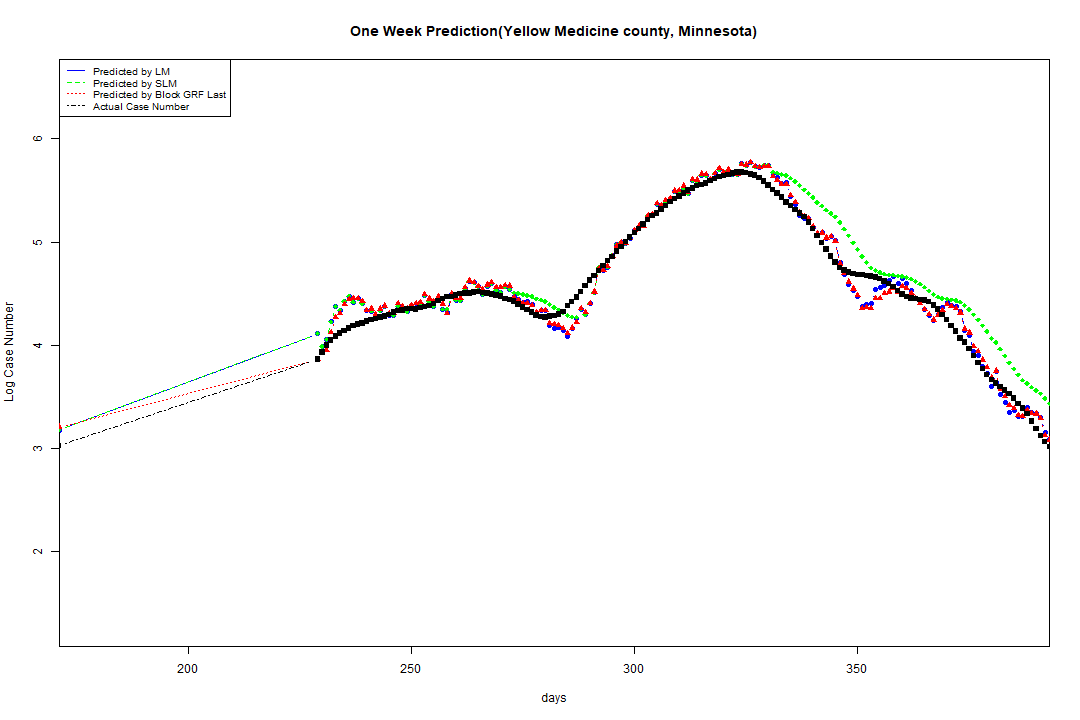 One Week Prediction(Yellow Medicine county, Minnesota)
Predicted by LM
Predicted by SLM
Predicted by Block GRF Last
Actual Case Number
6
5
4
3
2
Log Case Number
200 250 300 350
days